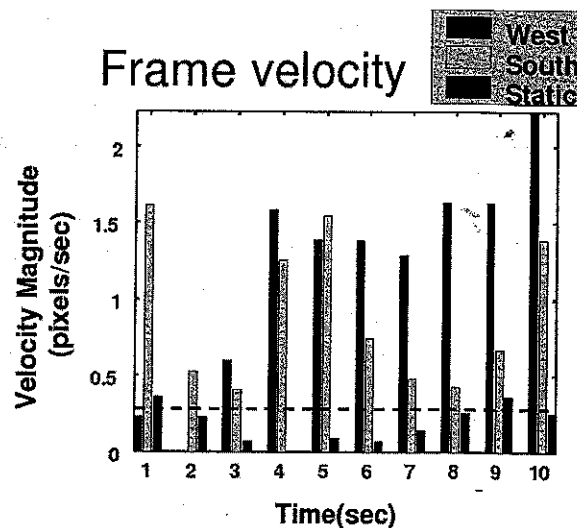 Frame velocity
West
South
Static
Velocity Magnitude
(pixels/sec)
2
1.5
1
0.5
0
1 2 3 4 5 6 7 8 9 10
Time(sec)